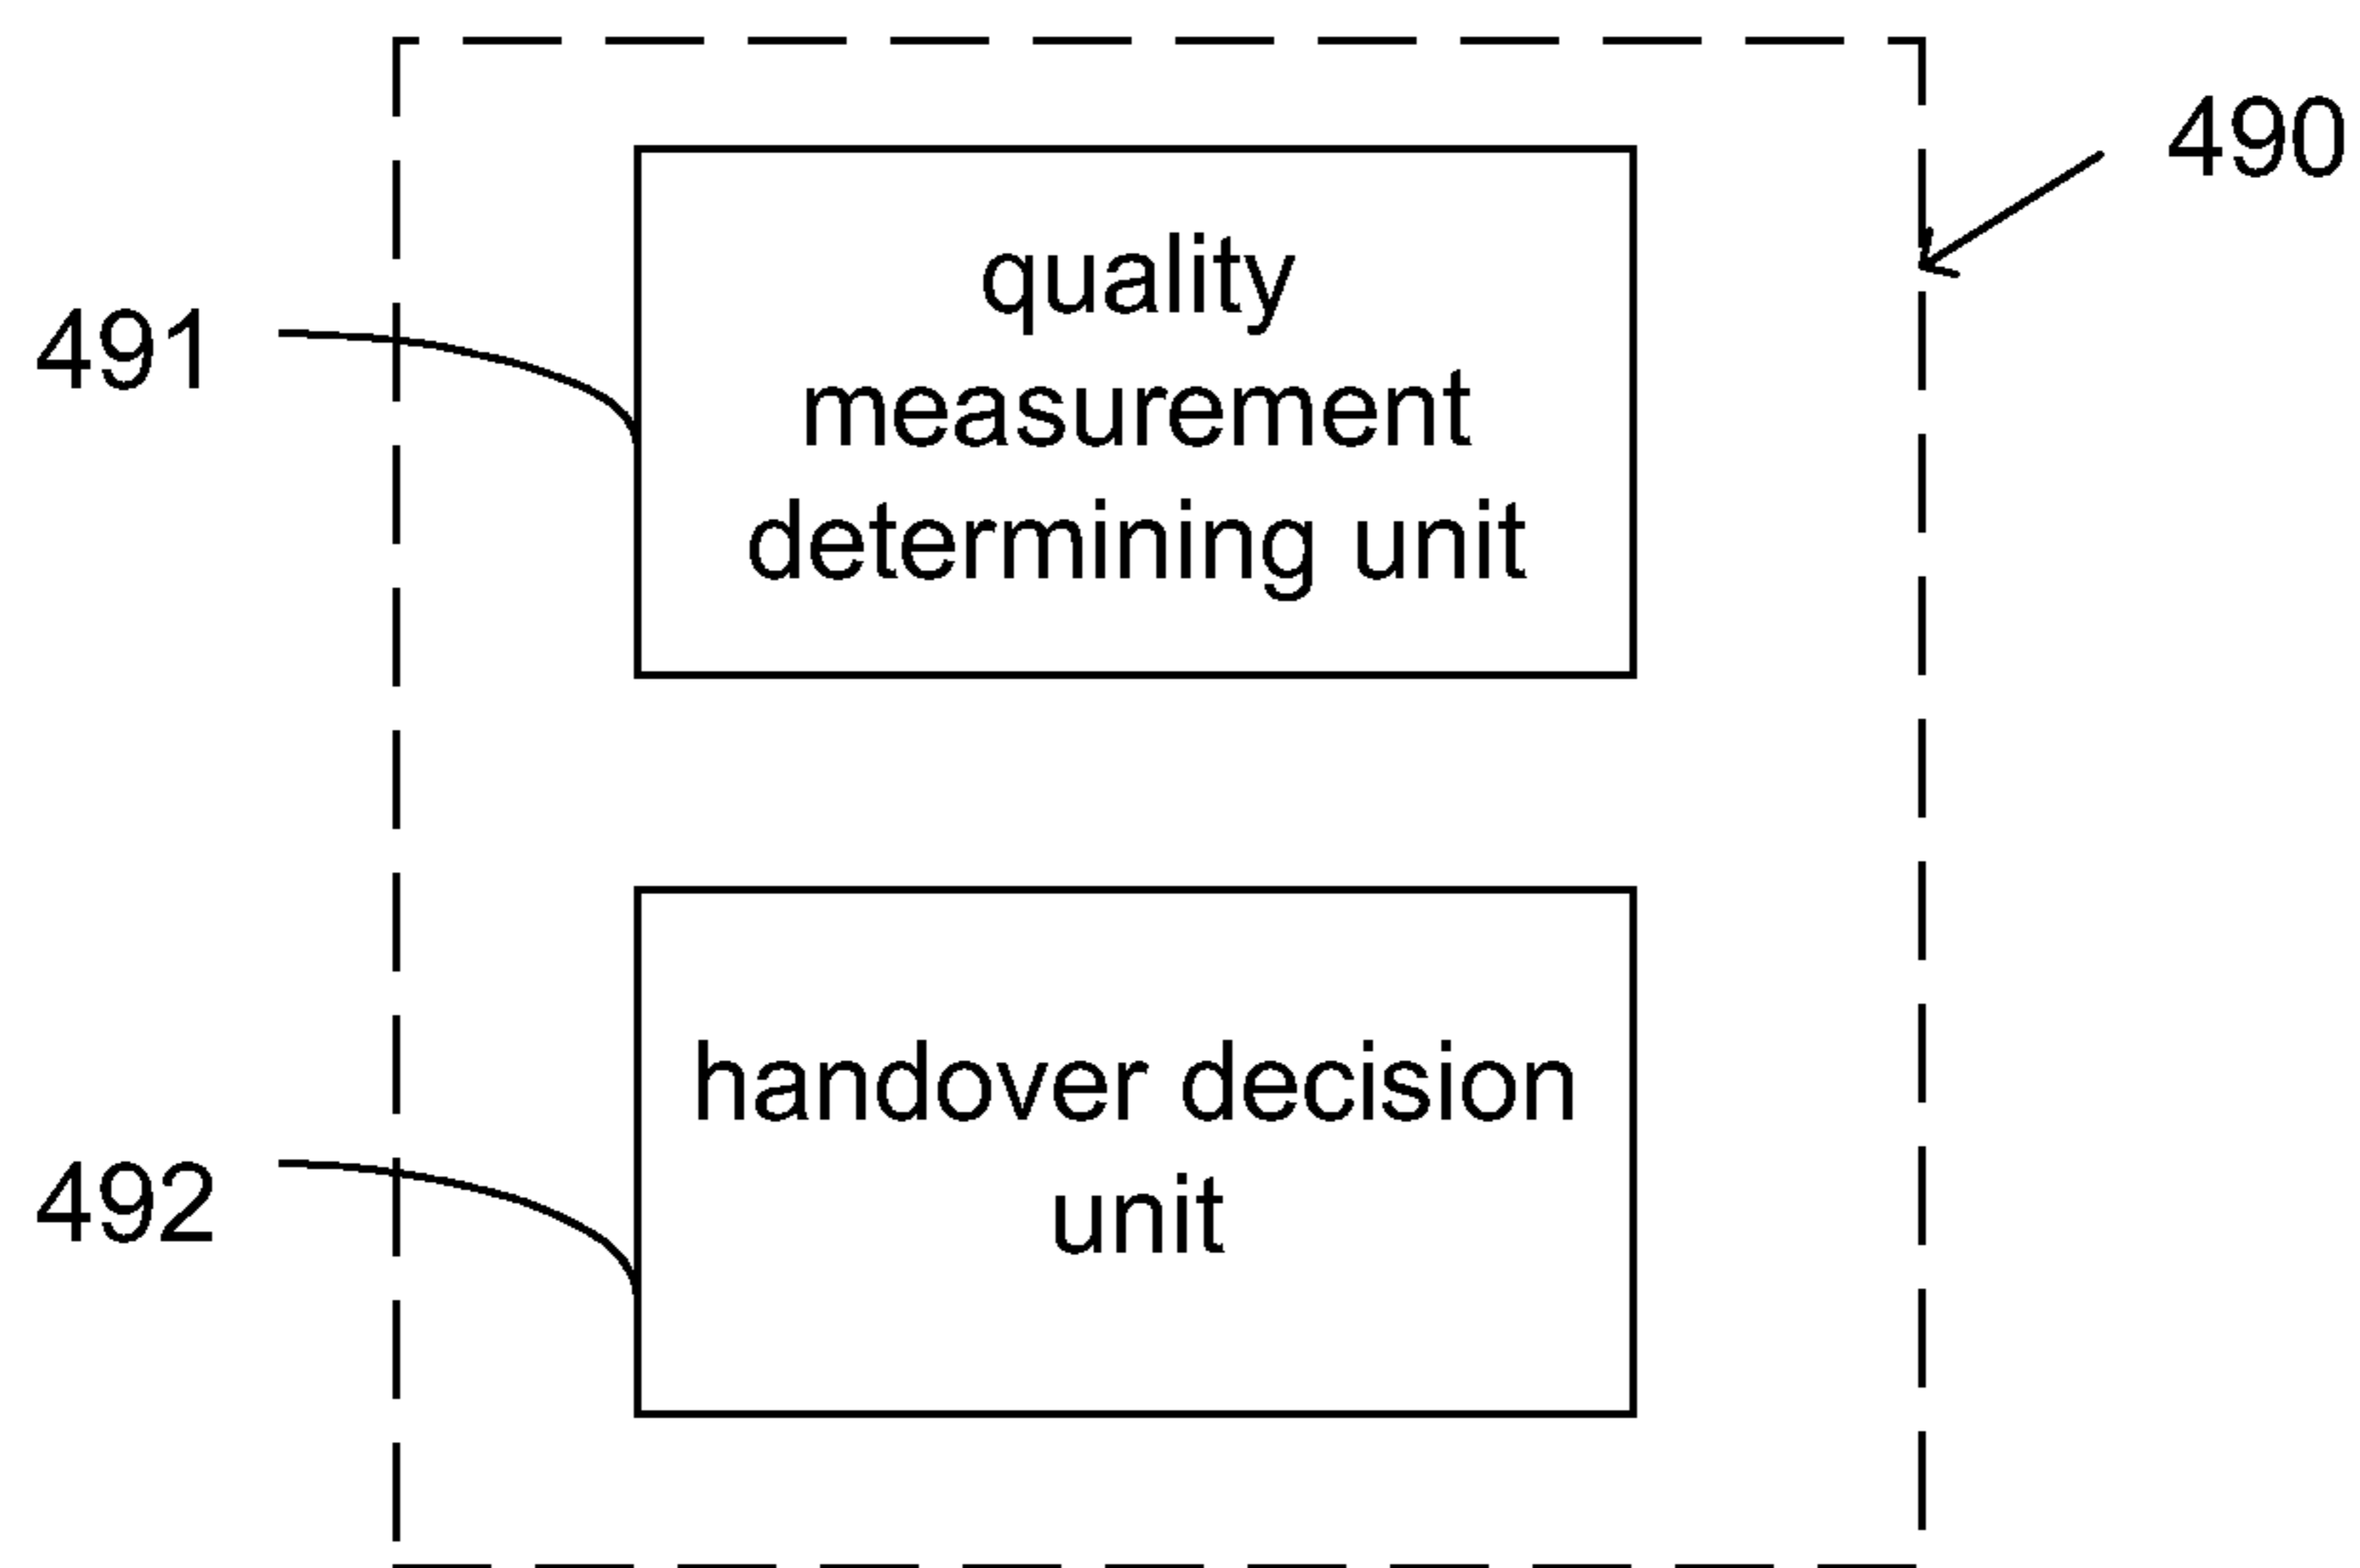 490
491
quality
measurement
determining unit
492
handover decision
unit